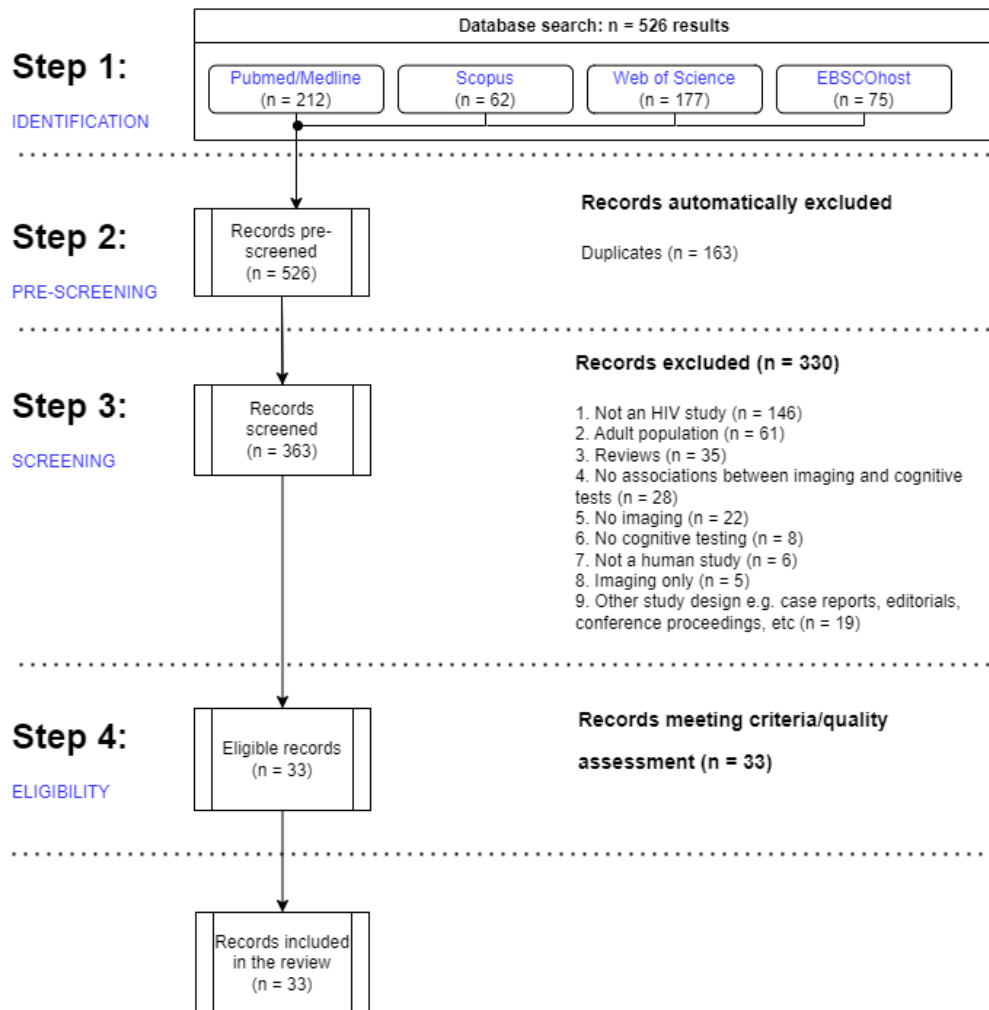 Database search: n = 526 results
Step 1:
IDENTIFICATION
Pubmed/Medline
(n = 212)
Scopus
(n = 62)
Web of Science
(n = 177)
EBSCOhost
(n = 75)
Step 2:
PRE-SCREENING
Records pre-
screened
(n = 526)
Records automatically excluded
Duplicates (n = 163)
Step 3:
SCREENING
Records
screened
(n = 363)
Records excluded (n = 330)
1. Not an HIV study (n = 146)
2. Adult population (n = 61)
3. Reviews (n = 35)
4. No associations between imaging and cognitive
tests (n = 28)
5. No imaging (n = 22)
6. No cognitive testing (n = 8)
7. Not a human study (n = 6)
8. Imaging only (n = 5)
9. Other study design e.g. case reports, editorials,
conference proceedings, etc (n = 19)
Step 4:
ELIGIBILITY
Eligible records
(n = 33)
Records meeting criteria/quality
assessment (n = 33)
Records included
in the review
(n = 33)